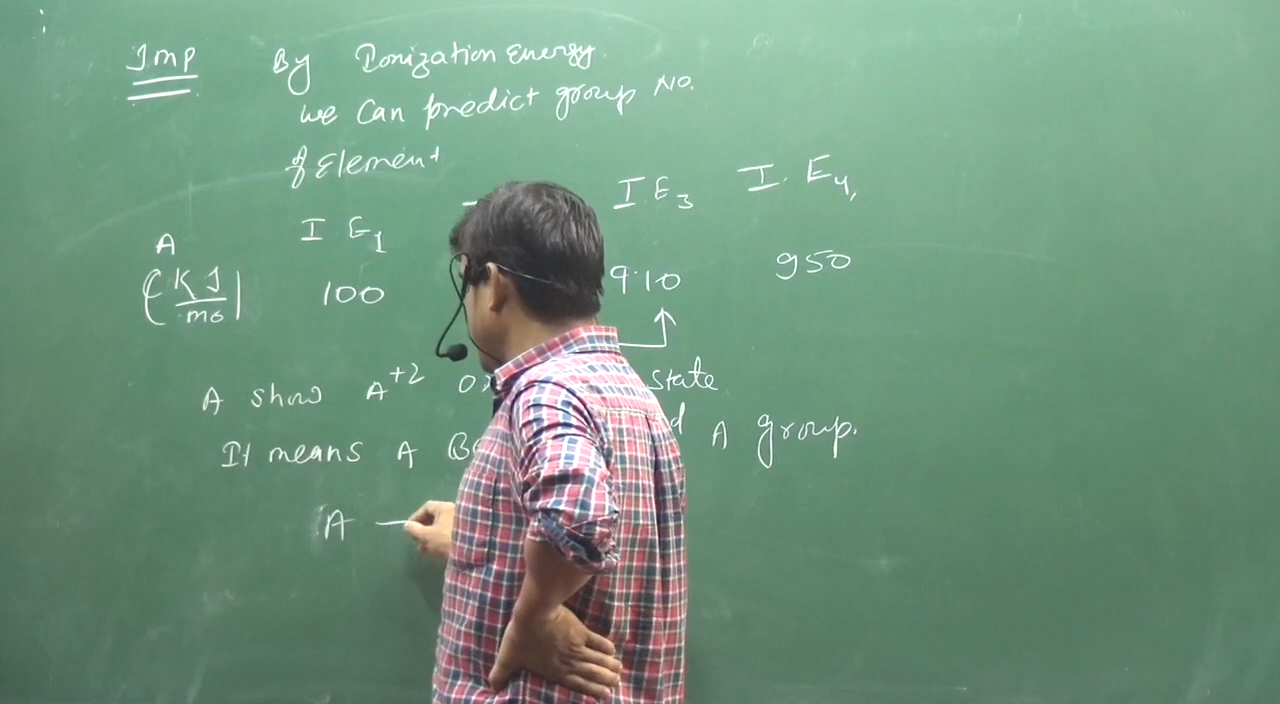 Imp By Ionization energy
we can predict group No.
of Element
I E1 I E3 I. E4,
A
(KJ/mo) 100 910 950
A show A+2 state
It means A A group.
A —